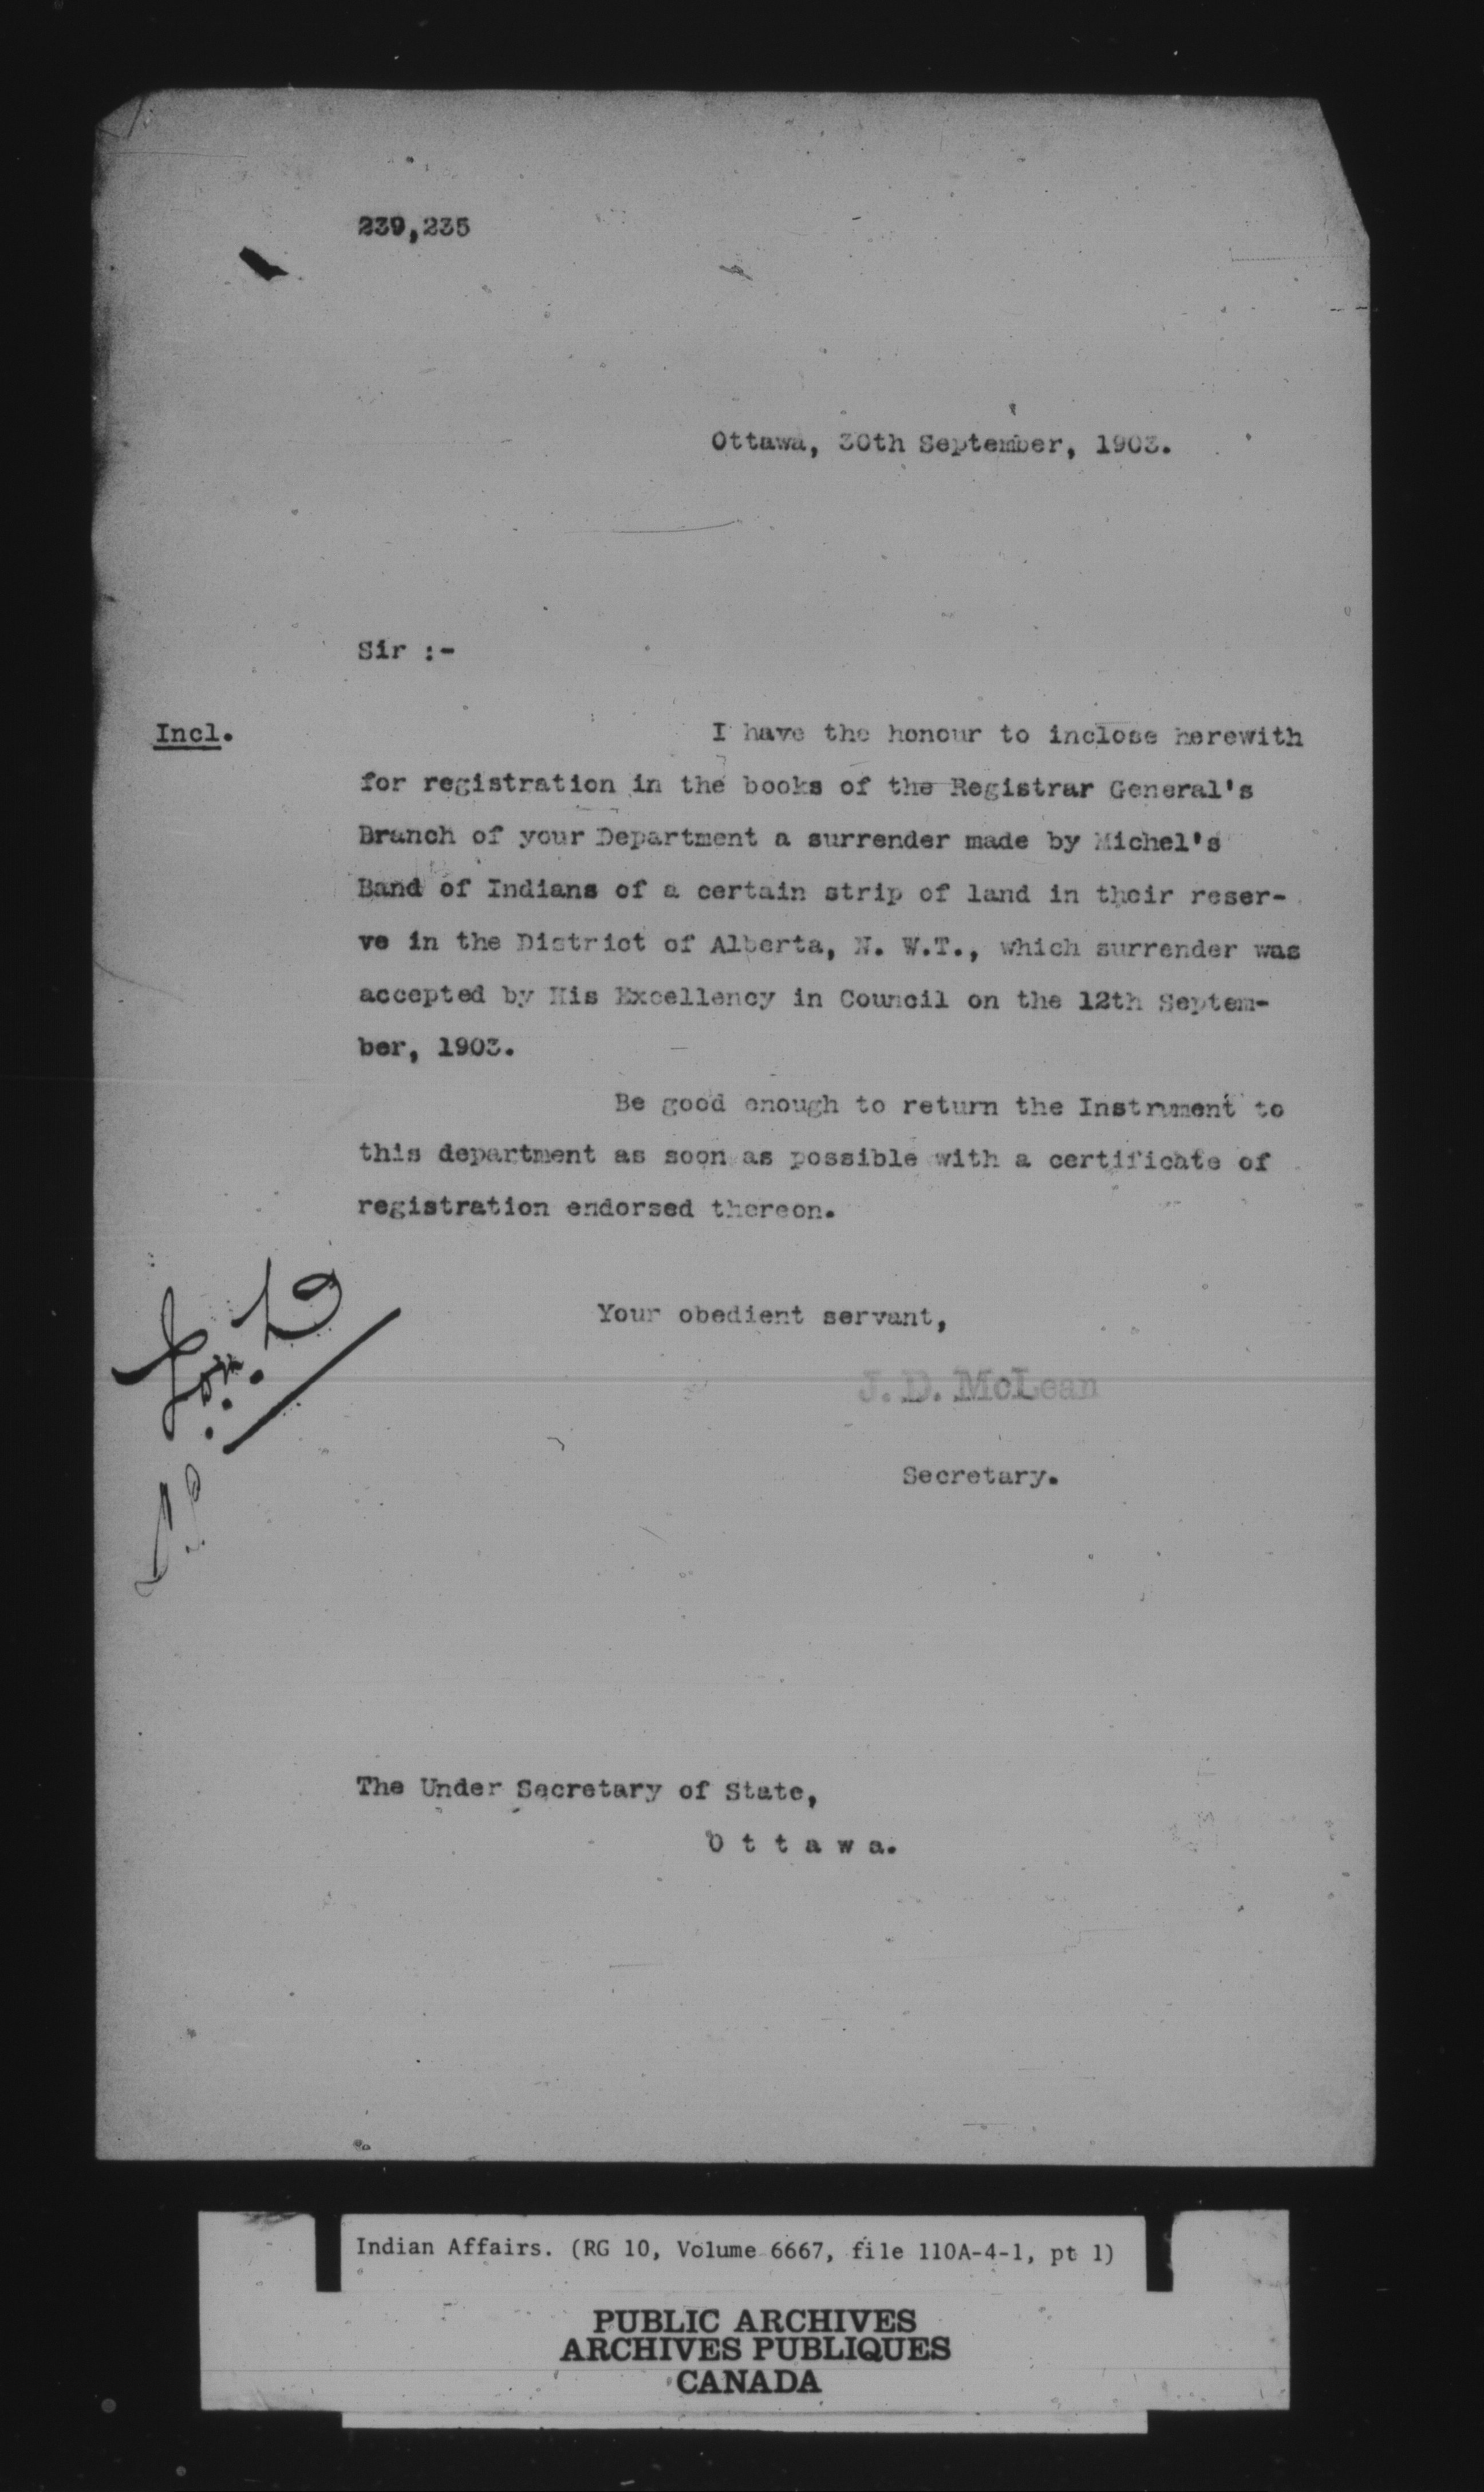 239,235
Ottawa, 30th September, 1903.
Sir :-
Incl.
I have the honour to inclose herewith
for registration in the books of the Registrar General's
Branch of your Department a surrender made by Michel's
Band of Indians of a certain strip of land in their reser-
ve in the District of Alberta, N. W.T., which surrender was
accepted by His Excellency in Council on the 12th Septem-
ber, 1903.
Be good enough to return the Instrument to
this department as soon as possible with a certificate of
registration endorsed thereon.
Your obedient servant,
J. D. McLean
Secretary.
The Under Secretary of State,
O t t a w a.
Indian Affairs. (RG 10, Volume 6667, file 110A-4-1, pt 1)
PUBLIC ARCHIVES
ARCHIVES PUBLIQUES
CANADA